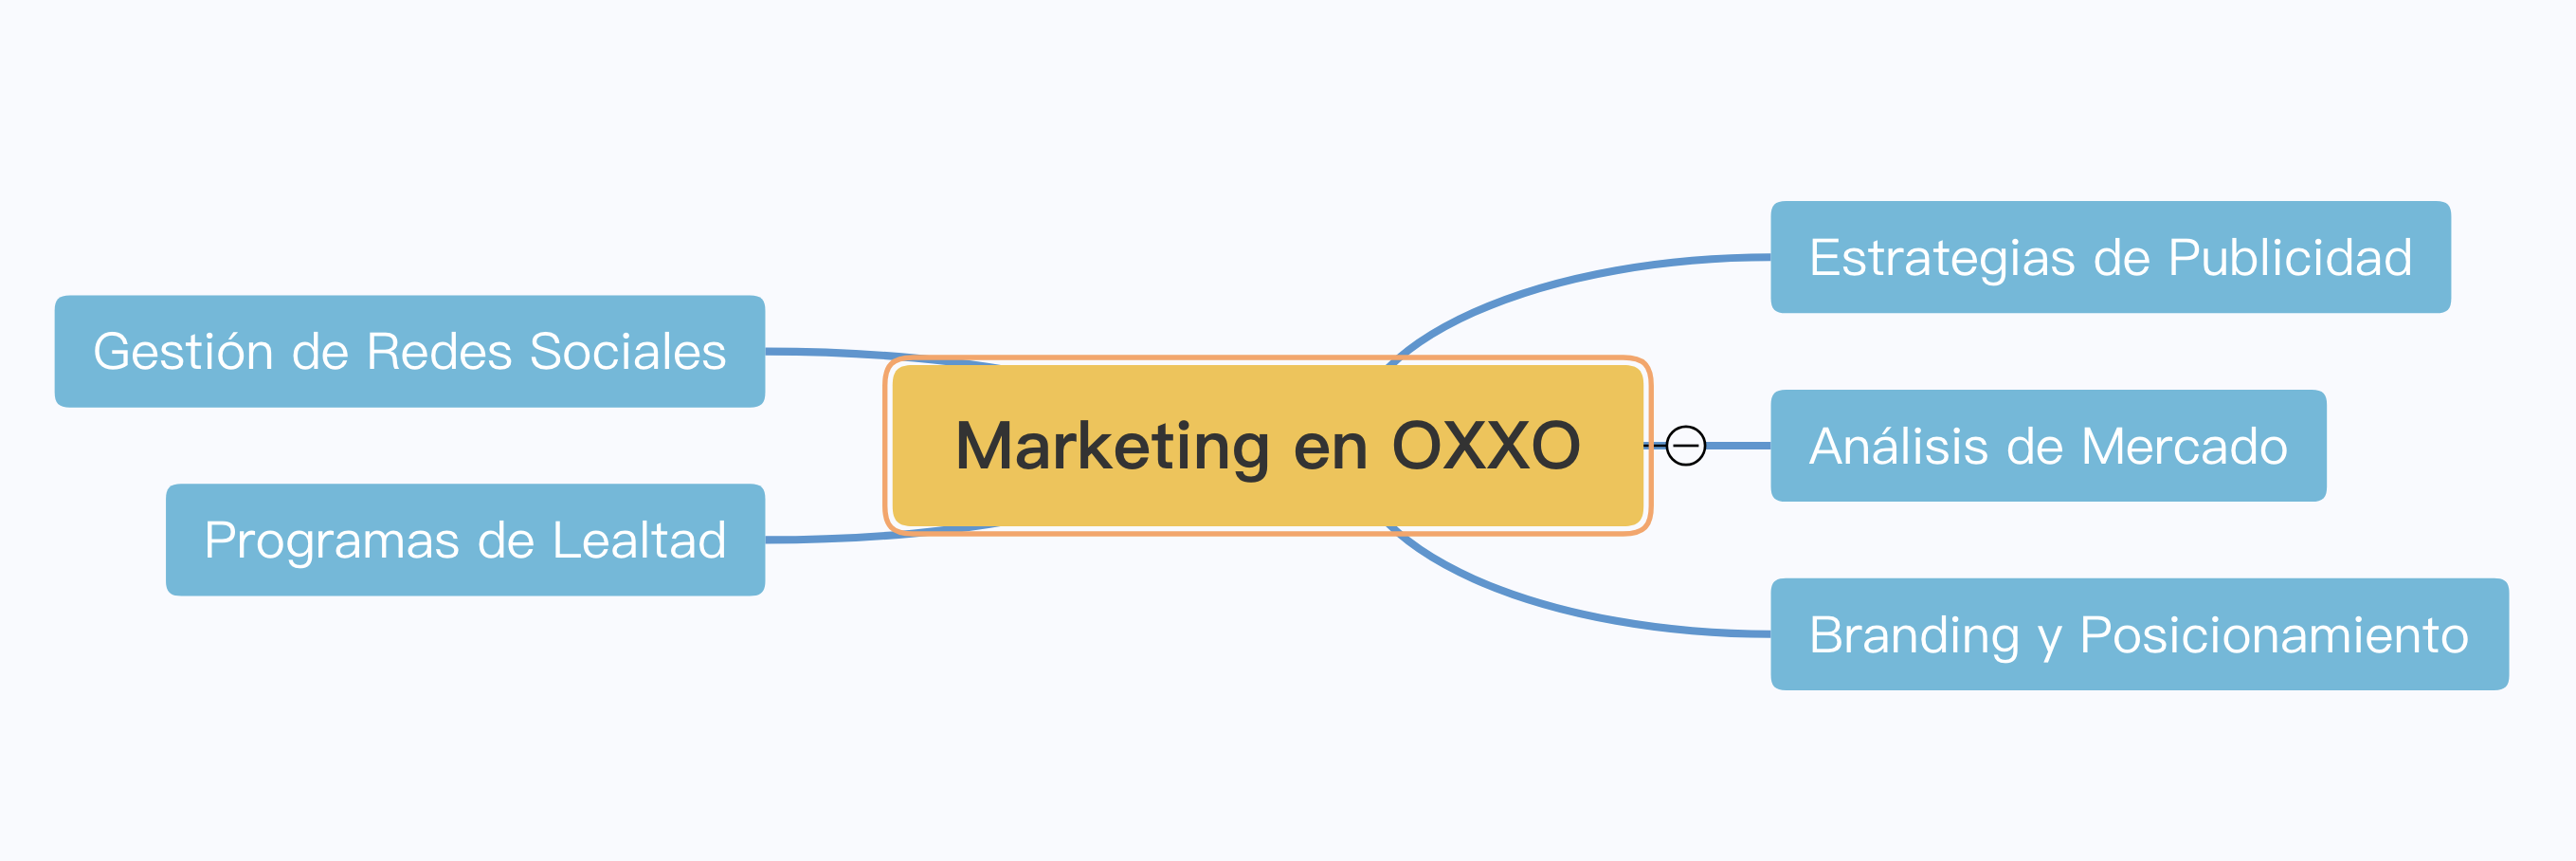 Marketing en OXXO
Estrategias de Publicidad
Análisis de Mercado
Branding y Posicionamiento
Gestión de Redes Sociales
Programas de Lealtad